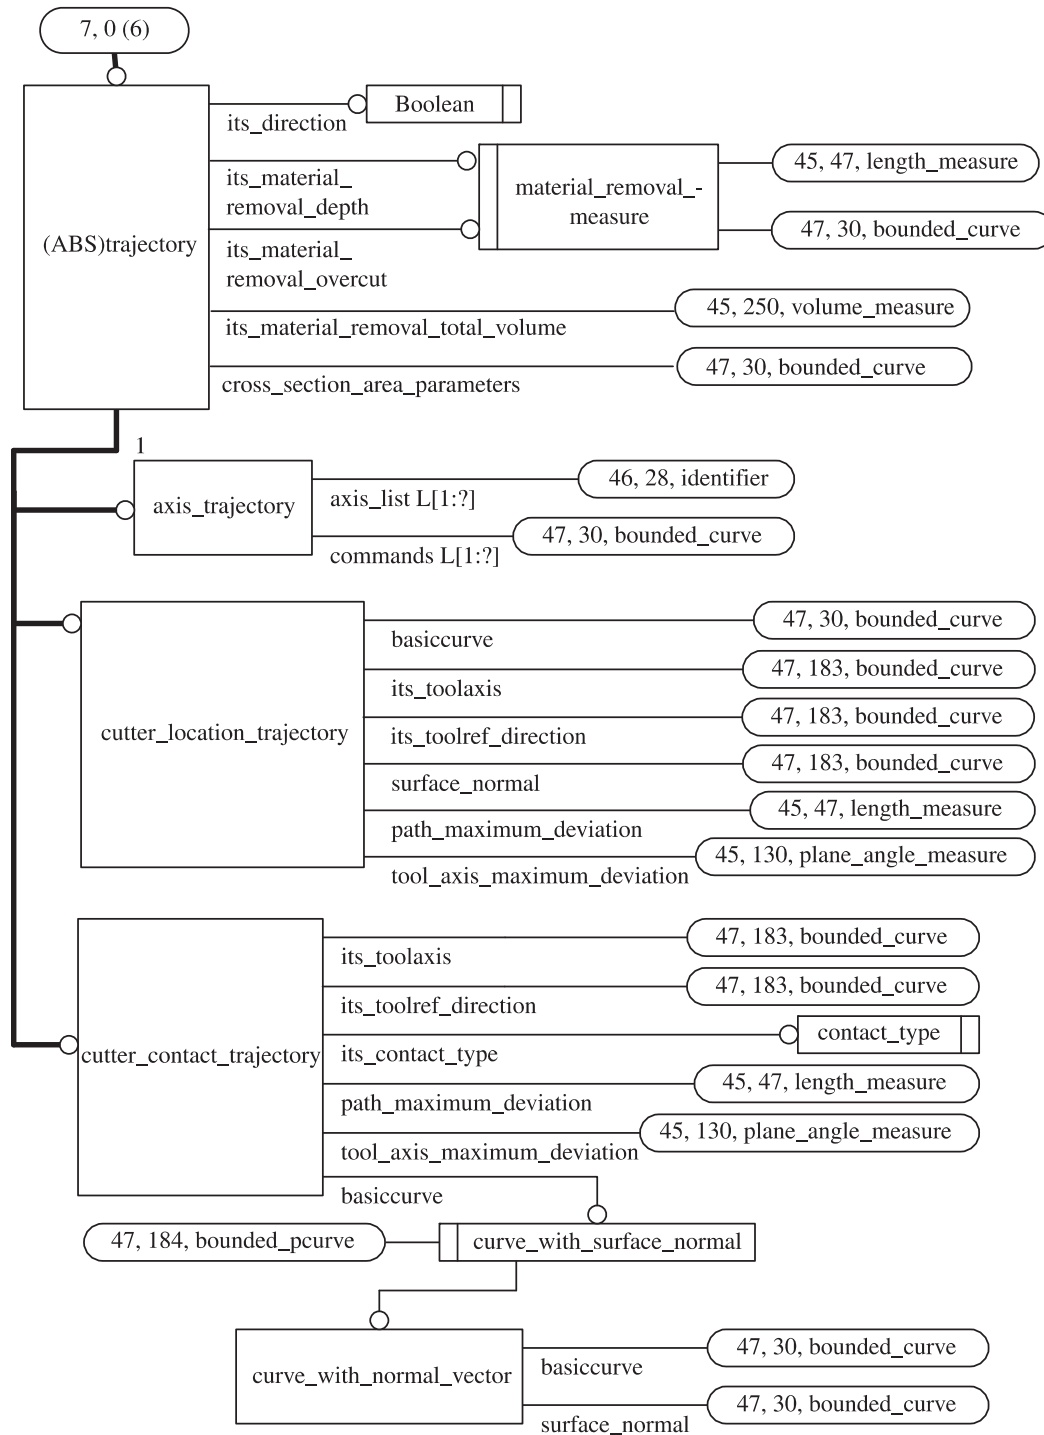 7, 0 (6)
Boolean
its_direction
45, 47, length_measure
its_material_
removal_depth
material_removal_-
measure
(ABS)trajectory
47, 30, bounded_curve
its_material_
removal_overcut
45, 250, volume_measure
its_material_removal_total_volume
47, 30, bounded_curve
cross_section_area_parameters
1
axis_trajectory
46, 28, identifier
axis_list L[1:?]
47, 30, bounded_curve
commands L[1:?]
cutter_location_trajectory
47, 30, bounded_curve
basiccurve
47, 183, bounded_curve
its_toolaxis
47, 183, bounded_curve
its_toolref_direction
47, 183, bounded_curve
surface_normal
45, 47, length_measure
path_maximum_deviation
45, 130, plane_angle_measure
tool_axis_maximum_deviation
cutter_contact_trajectory
47, 183, bounded_curve
its_toolaxis
47, 183, bounded_curve
its_toolref_direction
contact_type
its_contact_type
45, 47, length_measure
path_maximum_deviation
45, 130, plane_angle_measure
tool_axis_maximum_deviation
basiccurve
47, 184, bounded_pcurve
curve_with_surface_normal
curve_with_normal_vector
47, 30, bounded_curve
basiccurve
47, 30, bounded_curve
surface_normal